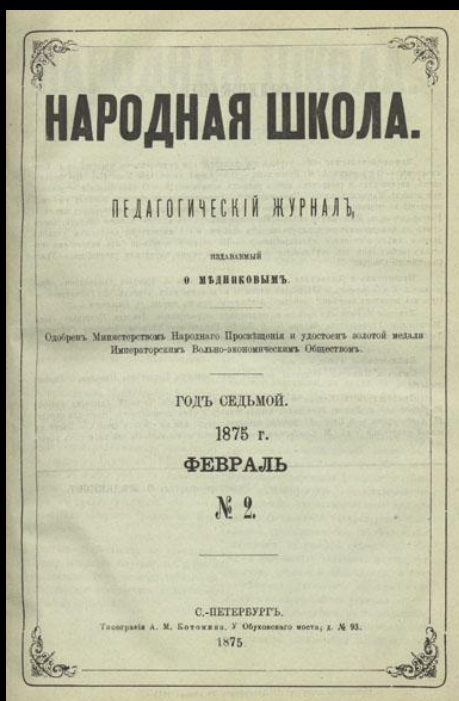 НАРОДНАЯ ШКОЛА.
ПЕДАГОГИЧЕСКІЙ ЖУРНАЛЪ,
издаваемый
Ѳ МѢДНИКОВЫМЪ.
Одобренъ Министерствомъ Народнаго Просвѣщенія и удостоенъ золотой медали
Императорскимъ Вольно-экономическимъ Обществомъ.
ГОДЪ СЕДЬМОЙ.
1875 г.
ФЕВРАЛЬ
№ 2.
С.-ПЕТЕРБУРГЪ.
Типографія А. М. Котомина, У Обуховскаго моста; д. № 93.
1875.